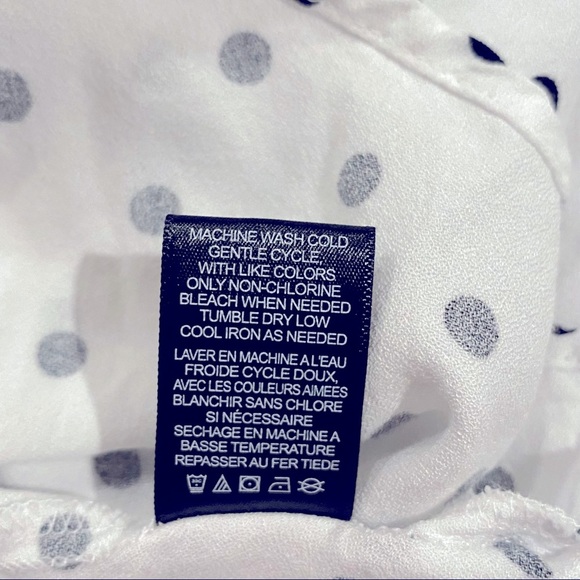 MACHINE WASH COLD
GENTLE CYCLE
WITH LIKE COLORS
ONLY NON-CHLORINE
BLEACH WHEN NEEDED
TUMBLE DRY LOW
COOL IRON AS NEEDED
LAVER EN MACHINE A L'EAU
FROIDE CYCLE DOUX,
AVEC LES COULEURS AIMEES
BLANCHIR SANS CHLORE
SI NÉCESSAIRE
SECHAGE EN MACHINE A
BASSE TEMPERATURE
REPASSER AU FER TIEDE